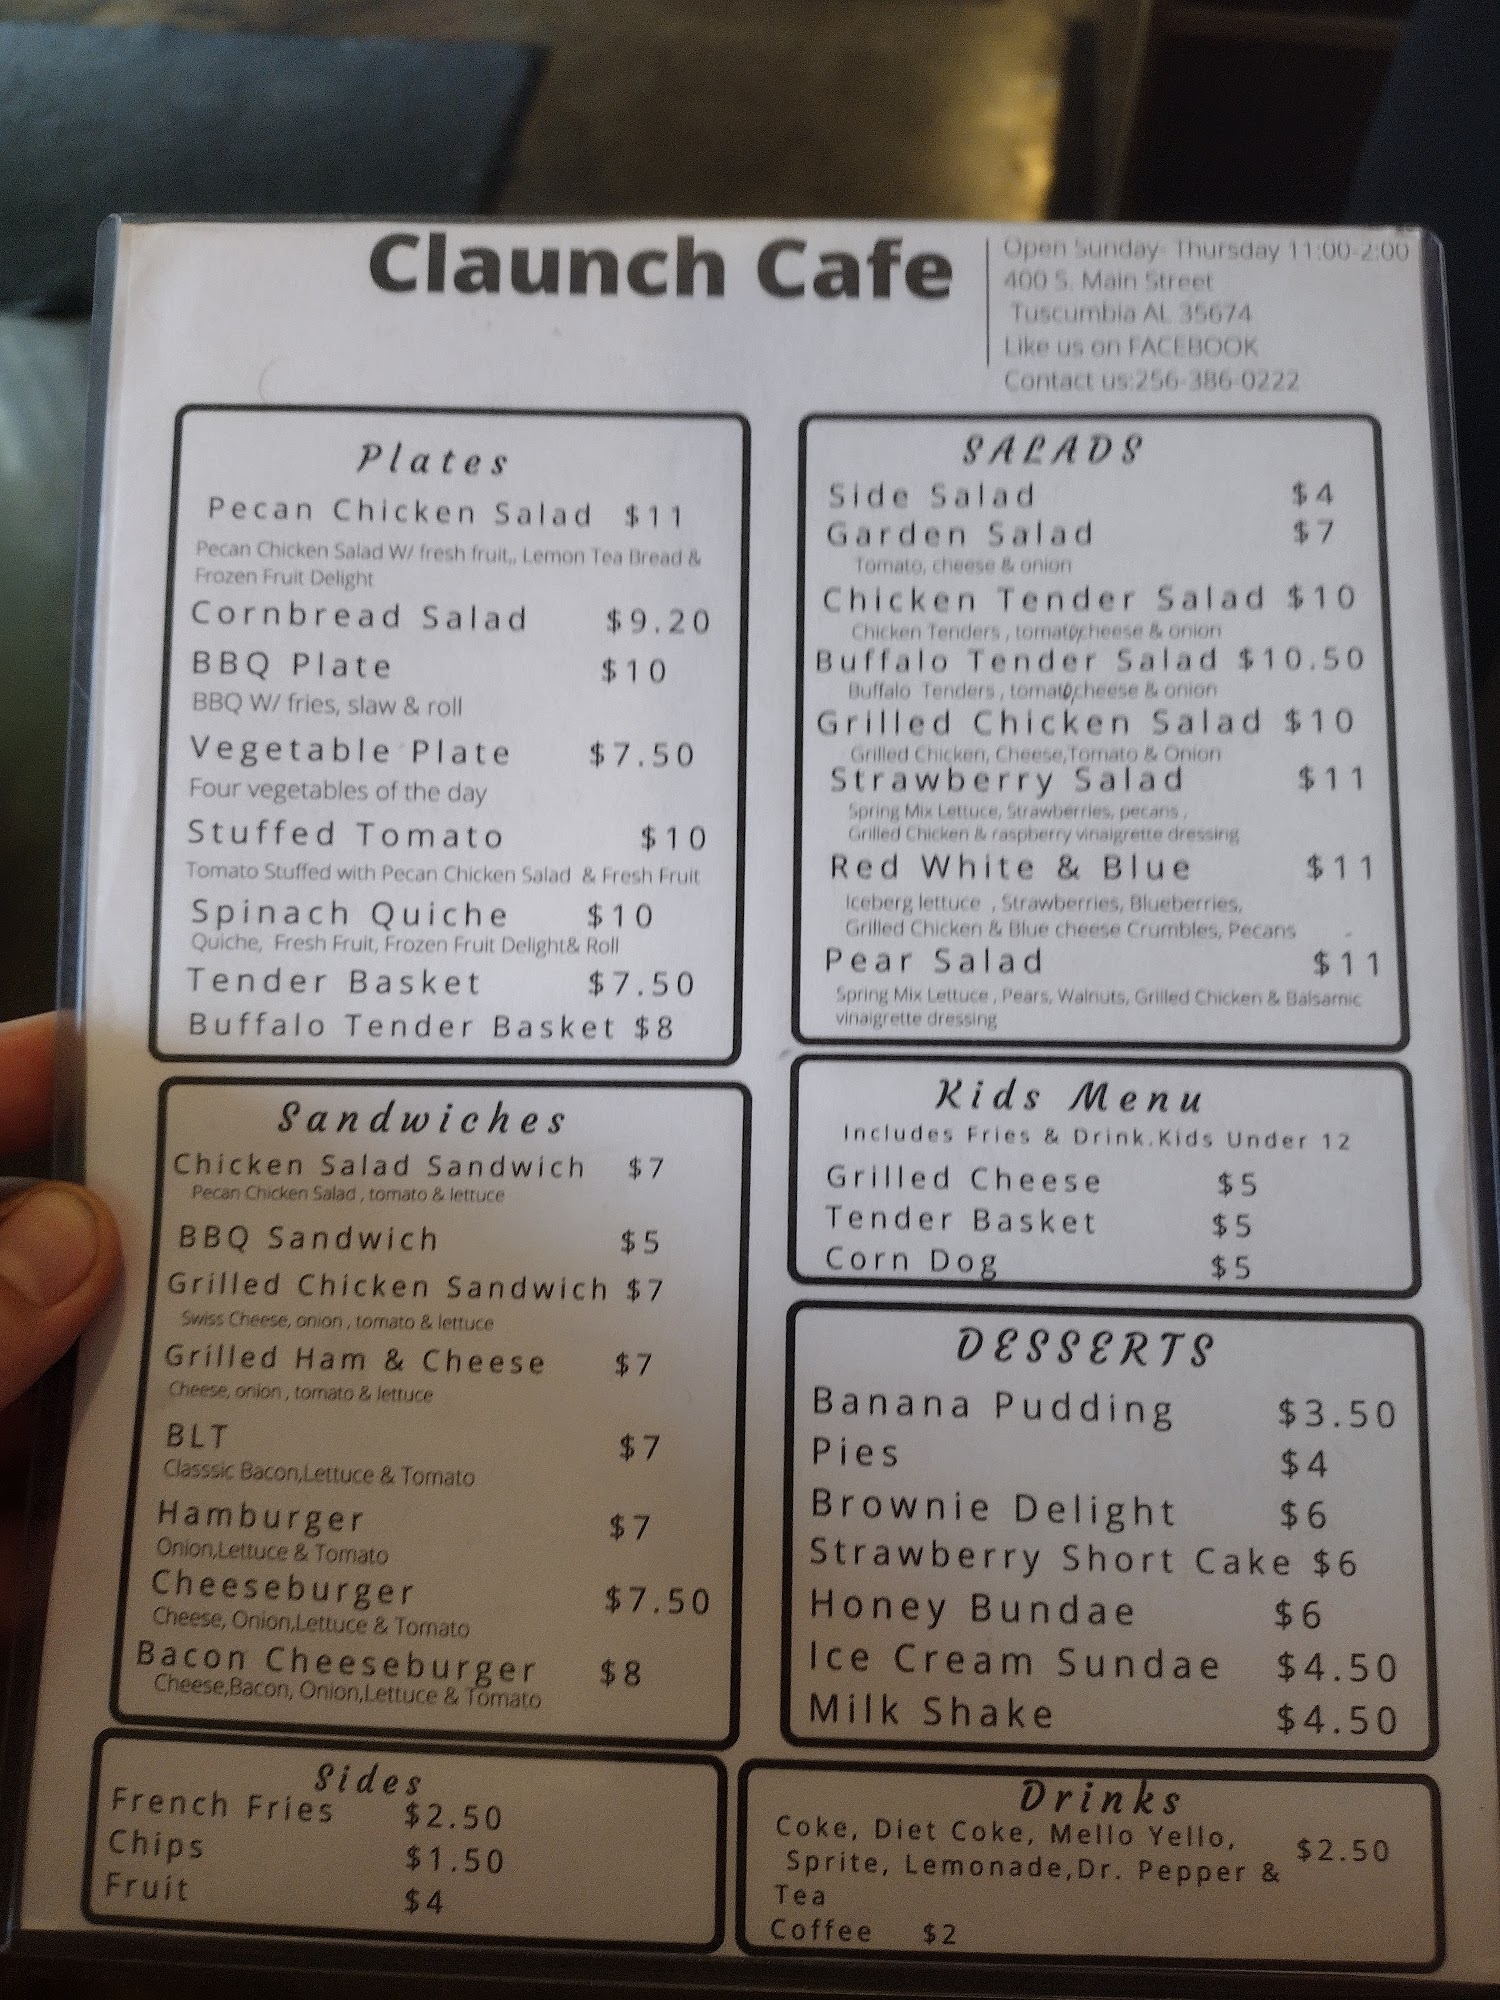 Claunch Cafe
Open Sunday- Thursday 11:00-2:00
400 S. Main Street
Tuscumbia AL 35674
Like us on FACEBOOK
Contact us:256-386-0222
Plates
Pecan Chicken Salad $11
Pecan Chicken Salad W/ fresh fruit,, Lemon Tea Bread &
Frozen Fruit Delight
Cornbread Salad $9.20
BBQ Plate $10
BBQ W/ fries, slaw & roll
Vegetable Plate $7.50
Four vegetables of the day
Stuffed Tomato $10
Tomato Stuffed with Pecan Chicken Salad & Fresh Fruit
Spinach Quiche $10
Quiche, Fresh Fruit, Frozen Fruit Delight& Roll
Tender Basket $7.50
Buffalo Tender Basket $8
SALADS
Side Salad $4
Garden Salad $7
Tomato, cheese & onion
Chicken Tender Salad $10
Chicken Tenders , tomato,cheese & onion
Buffalo Tender Salad $10.50
Buffalo Tenders , tomato,cheese & onion
Grilled Chicken Salad $10
Grilled Chicken, Cheese,Tomato & Onion
Strawberry Salad $11
Spring Mix Lettuce, Strawberries, pecans ,
Grilled Chicken & raspberry vinaigrette dressing
Red White & Blue $11
Iceberg lettuce , Strawberries, Blueberries,
Grilled Chicken & Blue cheese Crumbles, Pecans
Pear Salad $11
Spring Mix Lettuce , Pears, Walnuts, Grilled Chicken & Balsamic
vinaigrette dressing
Sandwiches
Chicken Salad Sandwich $7
Pecan Chicken Salad , tomato & lettuce
BBQ Sandwich $5
Grilled Chicken Sandwich $7
Swiss Cheese, onion , tomato & lettuce
Grilled Ham & Cheese $7
Cheese, onion , tomato & lettuce
BLT $7
Classsic Bacon,Lettuce & Tomato
Hamburger $7
Onion,Lettuce & Tomato
Cheeseburger $7.50
Cheese, Onion,Lettuce & Tomato
Bacon Cheeseburger $8
Cheese,Bacon, Onion,Lettuce & Tomato
Kids Menu
Includes Fries & Drink.Kids Under 12
Grilled Cheese $5
Tender Basket $5
Corn Dog $5
DESSERTS
Banana Pudding $3.50
Pies $4
Brownie Delight $6
Strawberry Short Cake $6
Honey Bundae $6
Ice Cream Sundae $4.50
Milk Shake $4.50
Sides
French Fries $2.50
Chips $1.50
Fruit $4
Drinks
Coke, Diet Coke, Mello Yello, $2.50
Sprite, Lemonade,Dr. Pepper &
Tea
Coffee $2